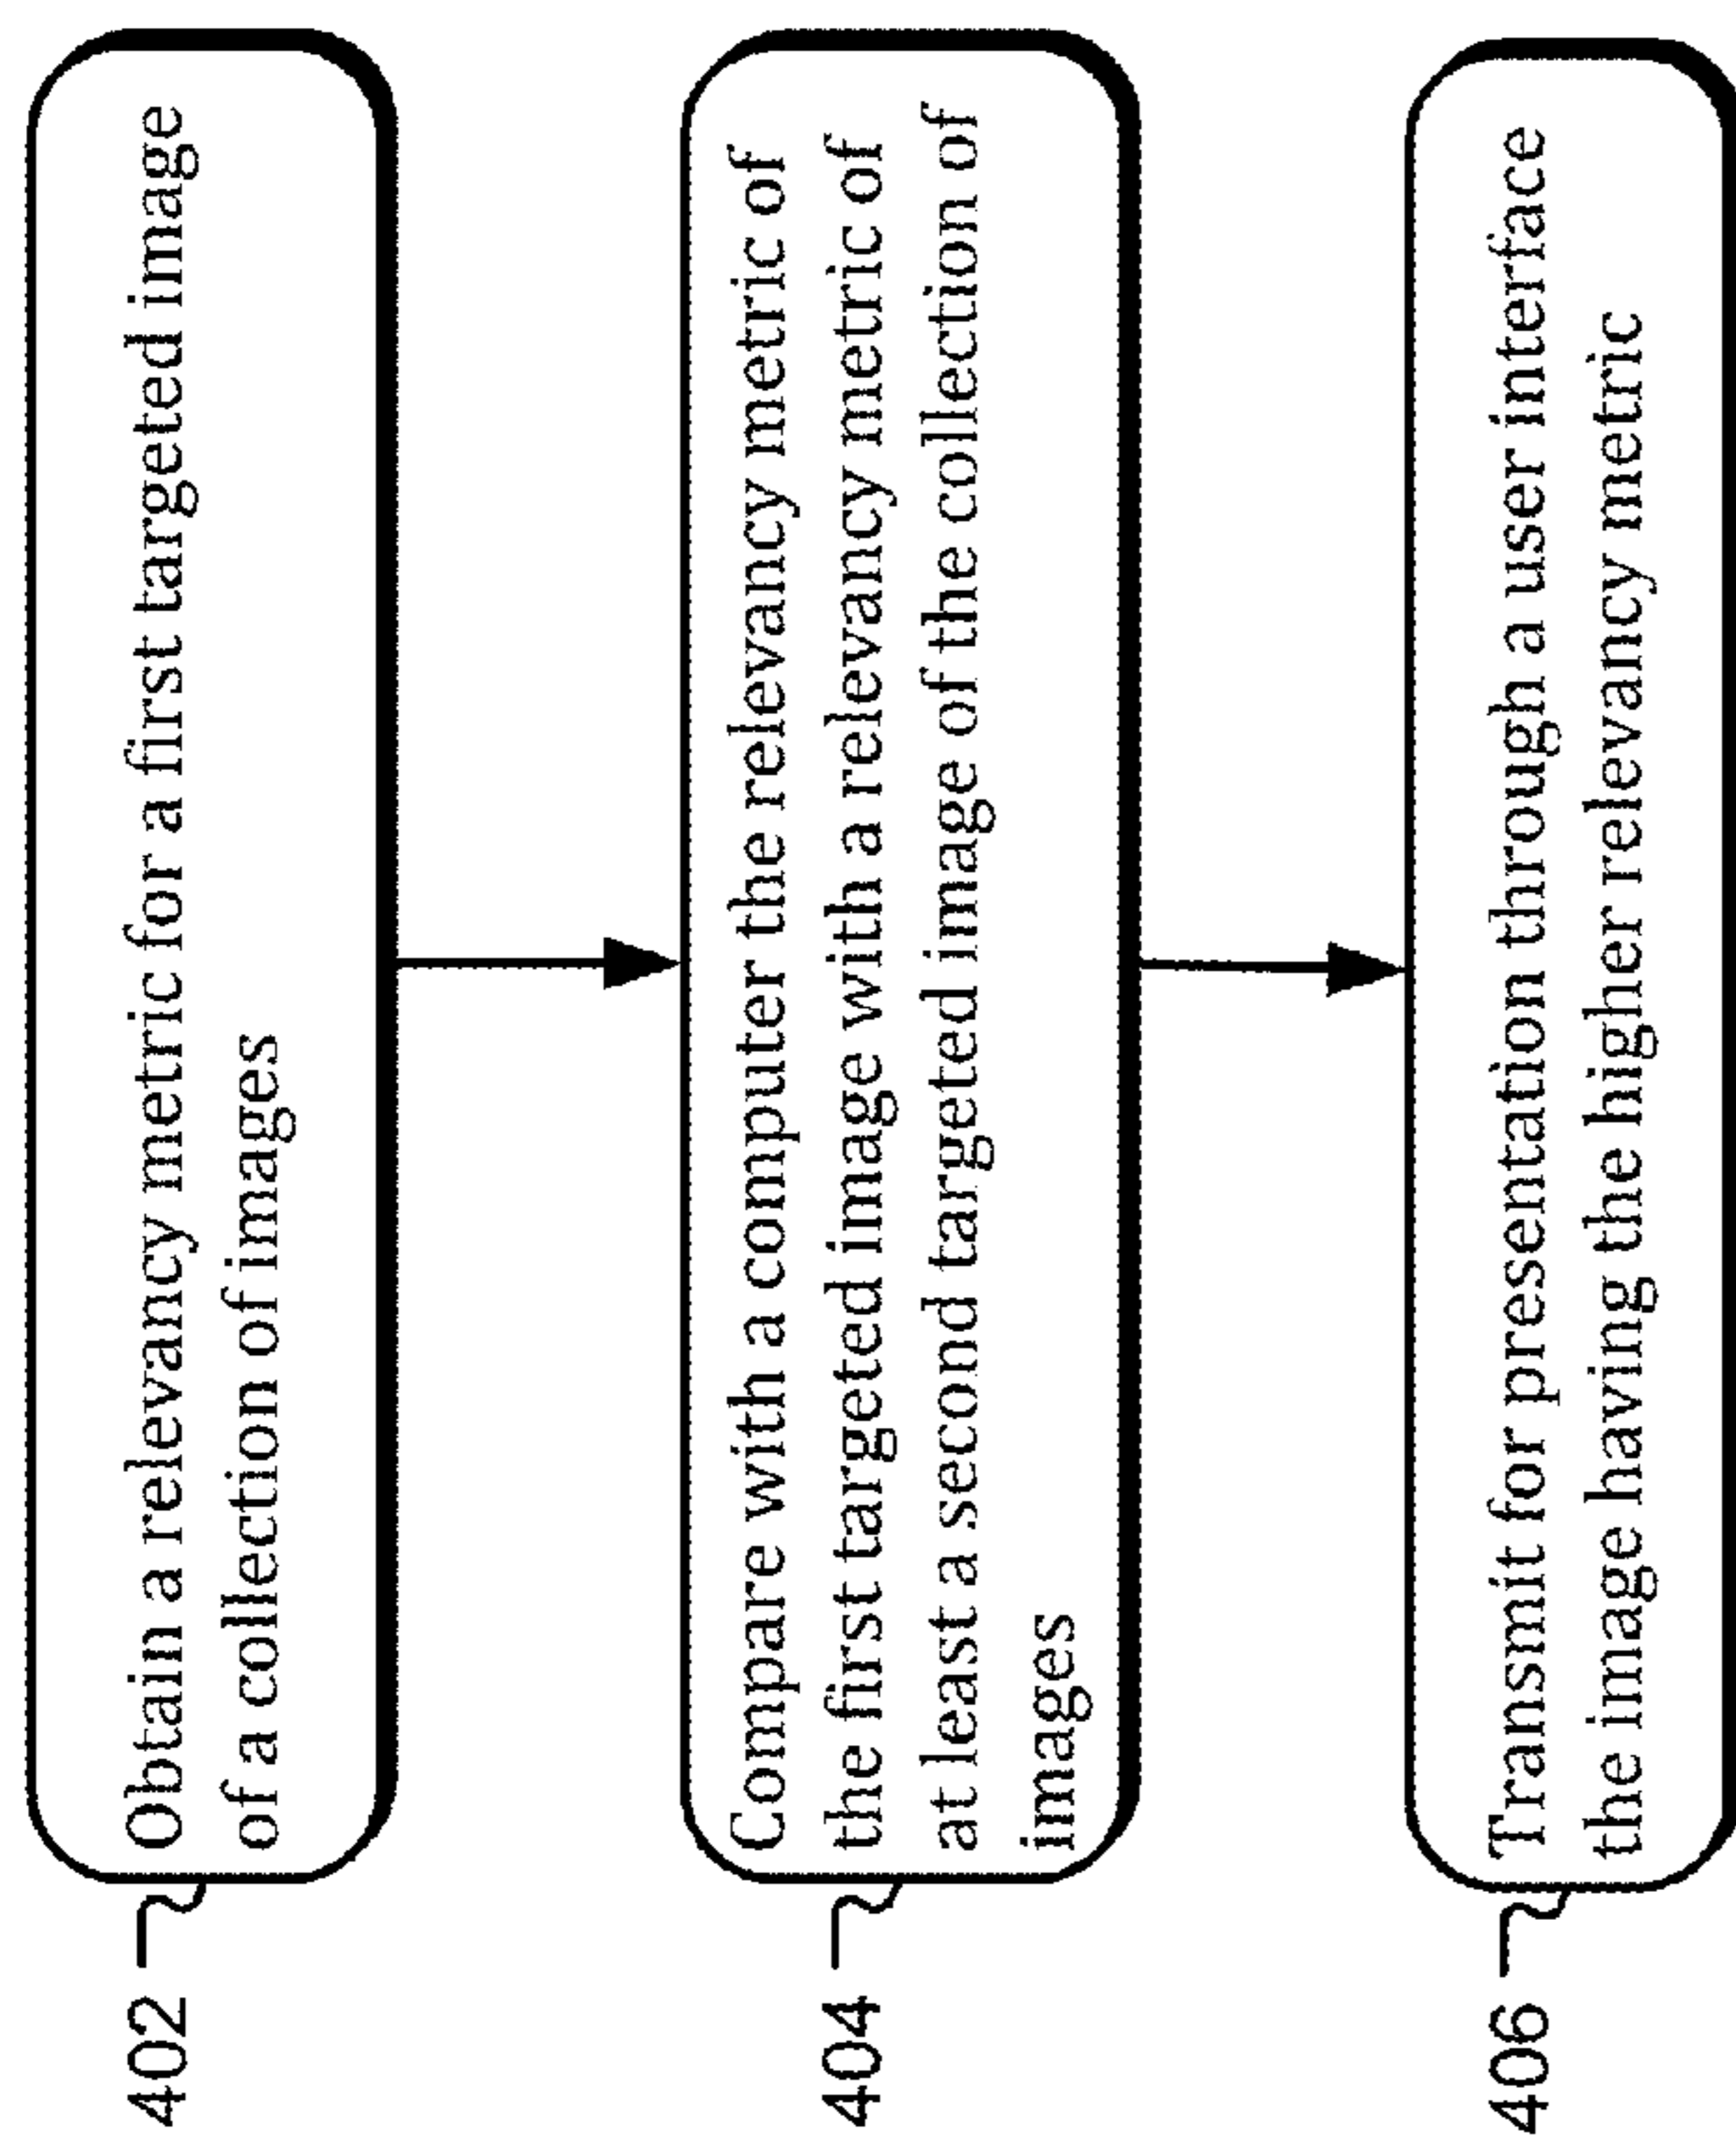 402
Obtain a relevancy metric for a first targeted image
of a collection of images
404
Compare with a computer the relevancy metric of
the first targeted image with a relevancy metric of
at least a second targeted image of the collection of
images
406
Transmit for presentation through a user interface
the image having the higher relevancy metric